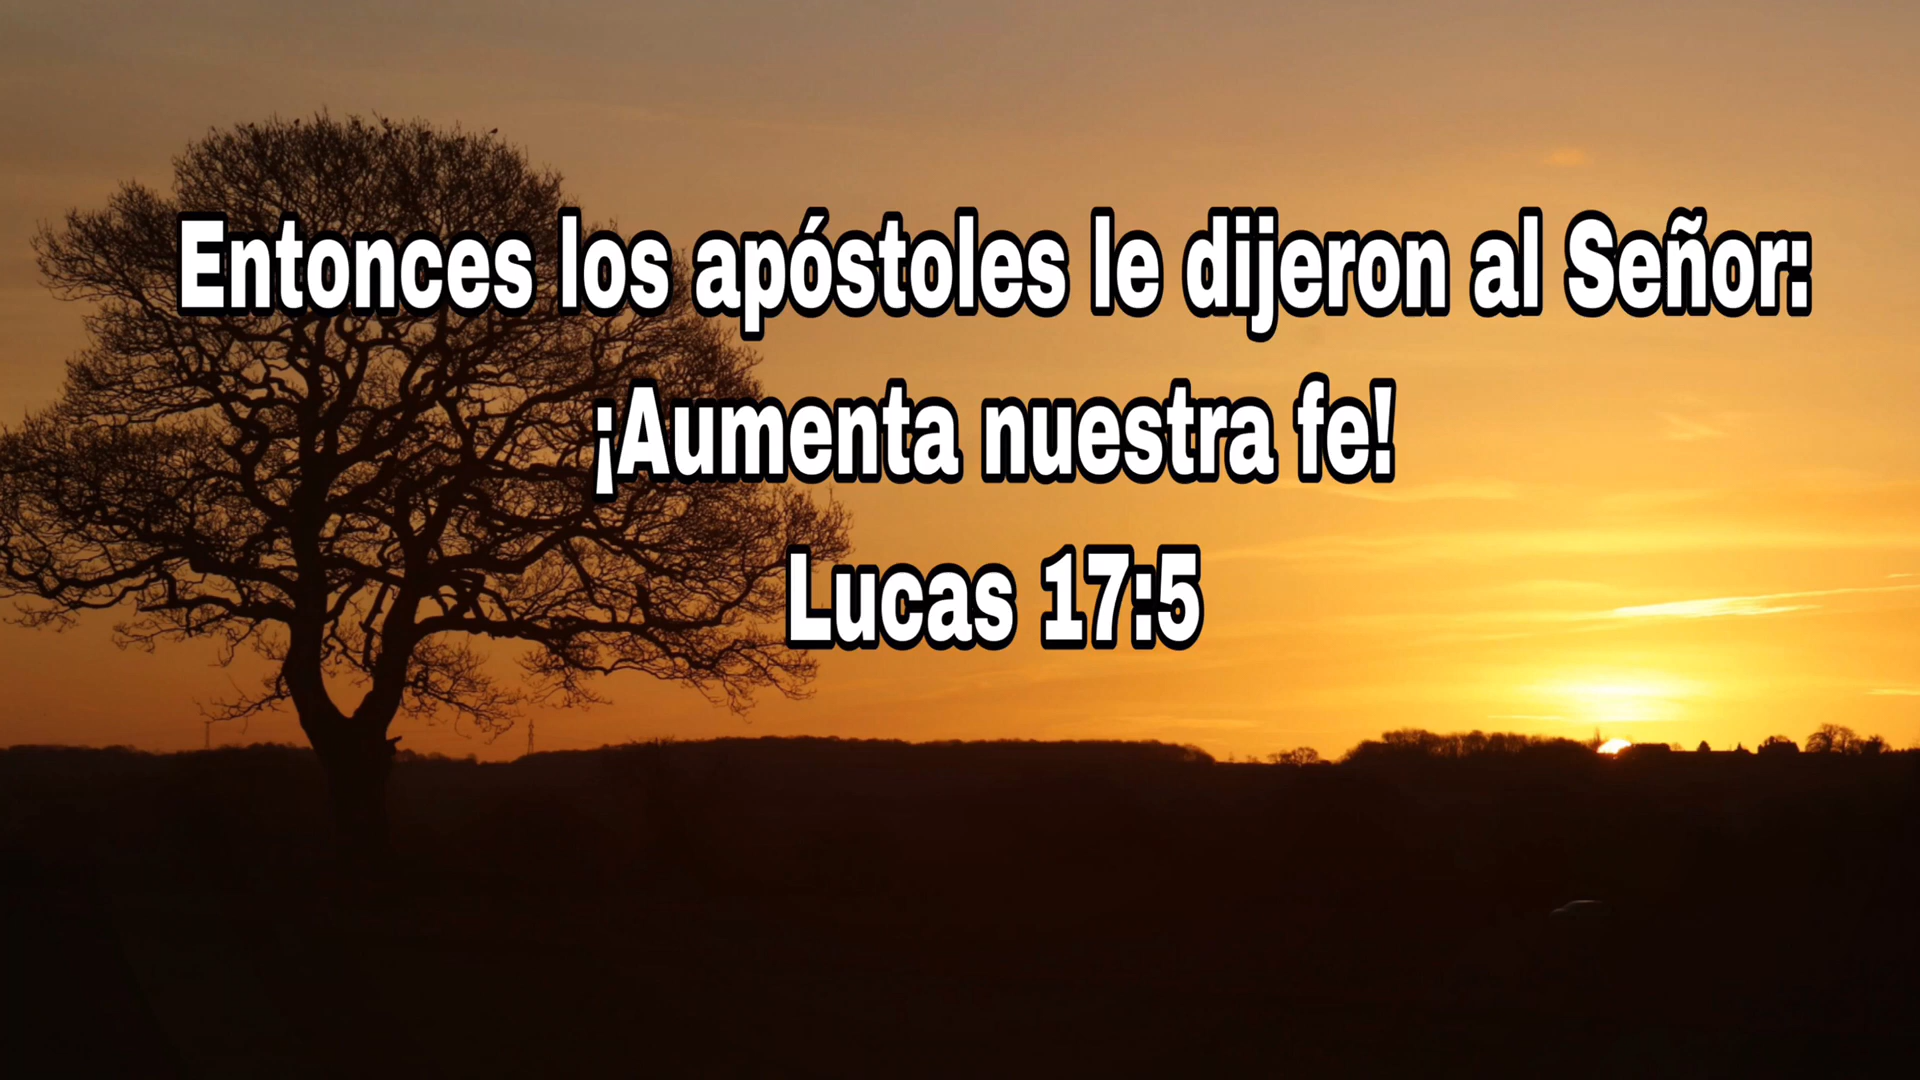 Entonces los apóstoles le dijeron al Señor:
¡Aumenta nuestra fe!
Lucas 17:5